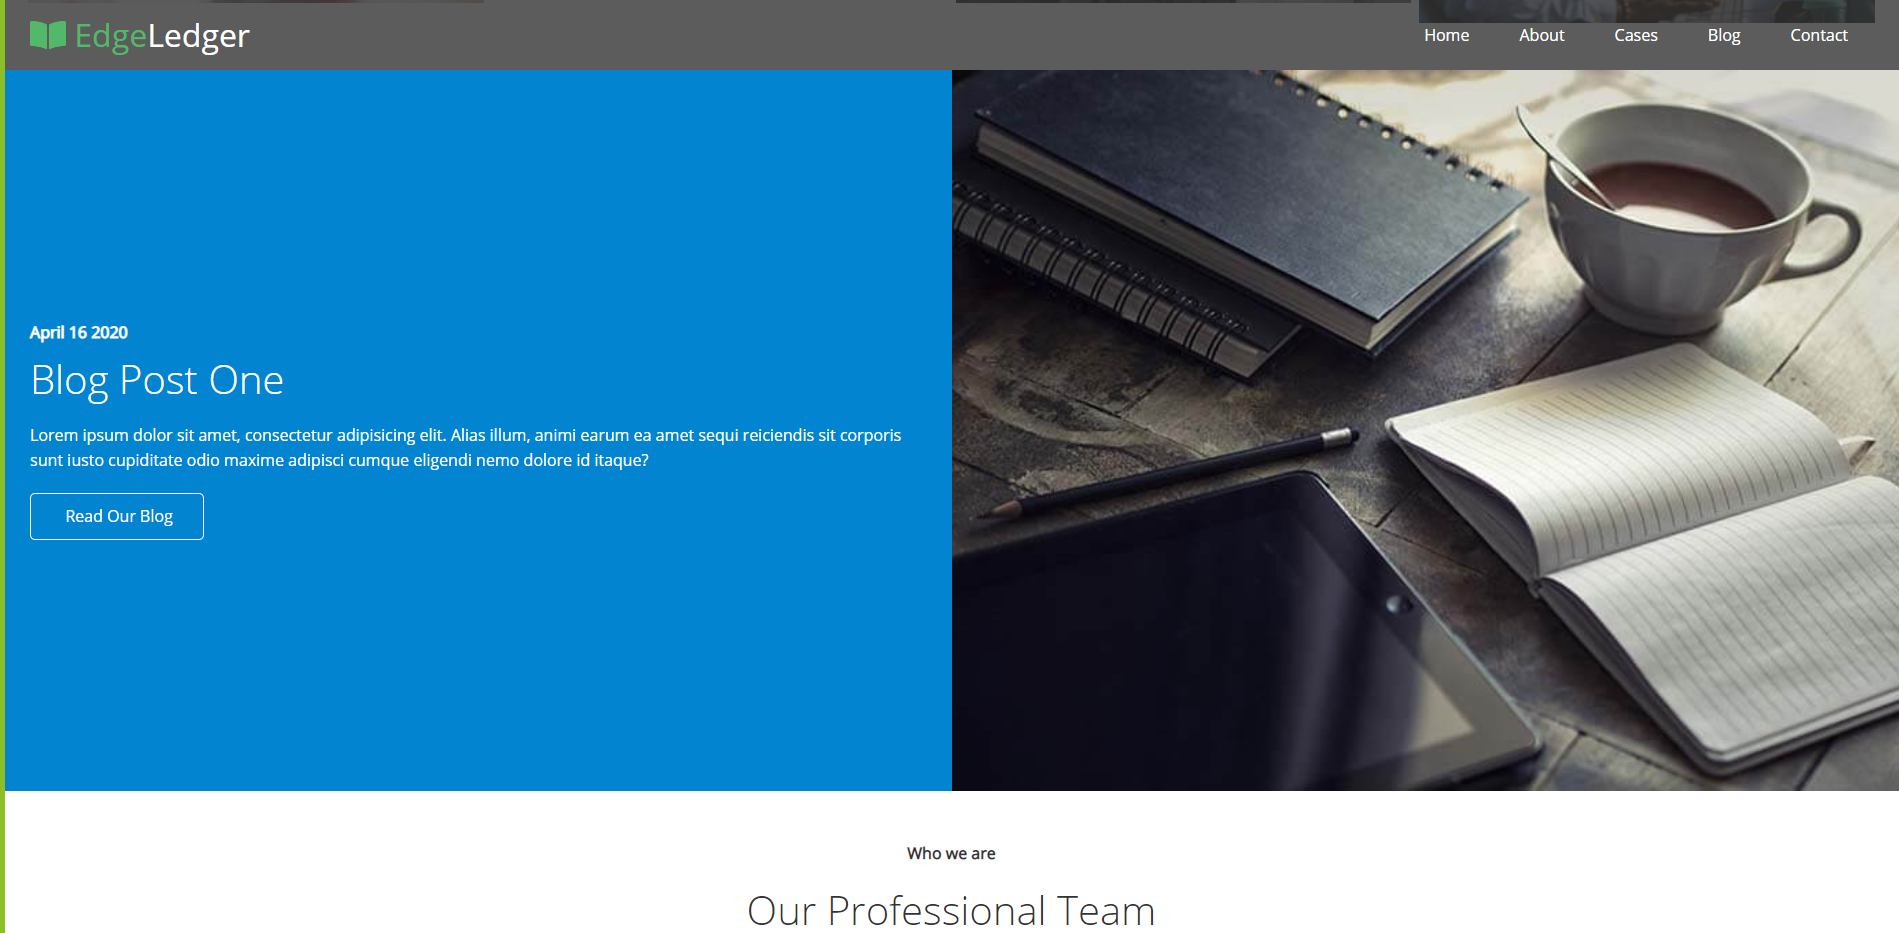 EdgeLedger
Home About Cases Blog Contact
April 16 2020
Blog Post One
Lorem ipsum dolor sit amet, consectetur adipisicing elit. Alias illum, animi earum ea amet sequi reiciendis sit corporis
sunt iusto cupiditate odio maxime adipisci cumque eligendi nemo dolore id itaque?
Read Our Blog
Who we are
Our Professional Team